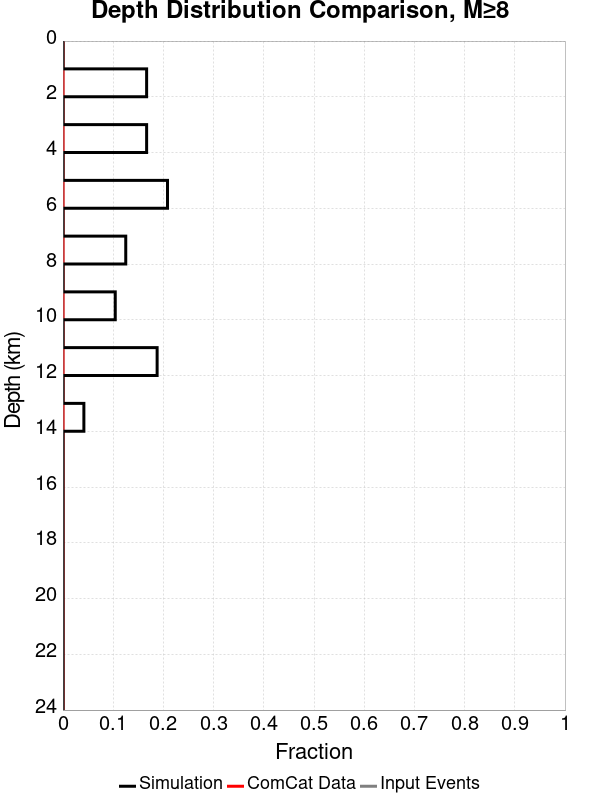 Depth Distribution Comparison, M≥8
0
2
4
6
8
10
12
14
16
18
20
22
24
Depth (km)
0 0.1 0.2 0.3 0.4 0.5 0.6 0.7 0.8 0.9 1
Fraction
Simulation ComCat Data Input Events